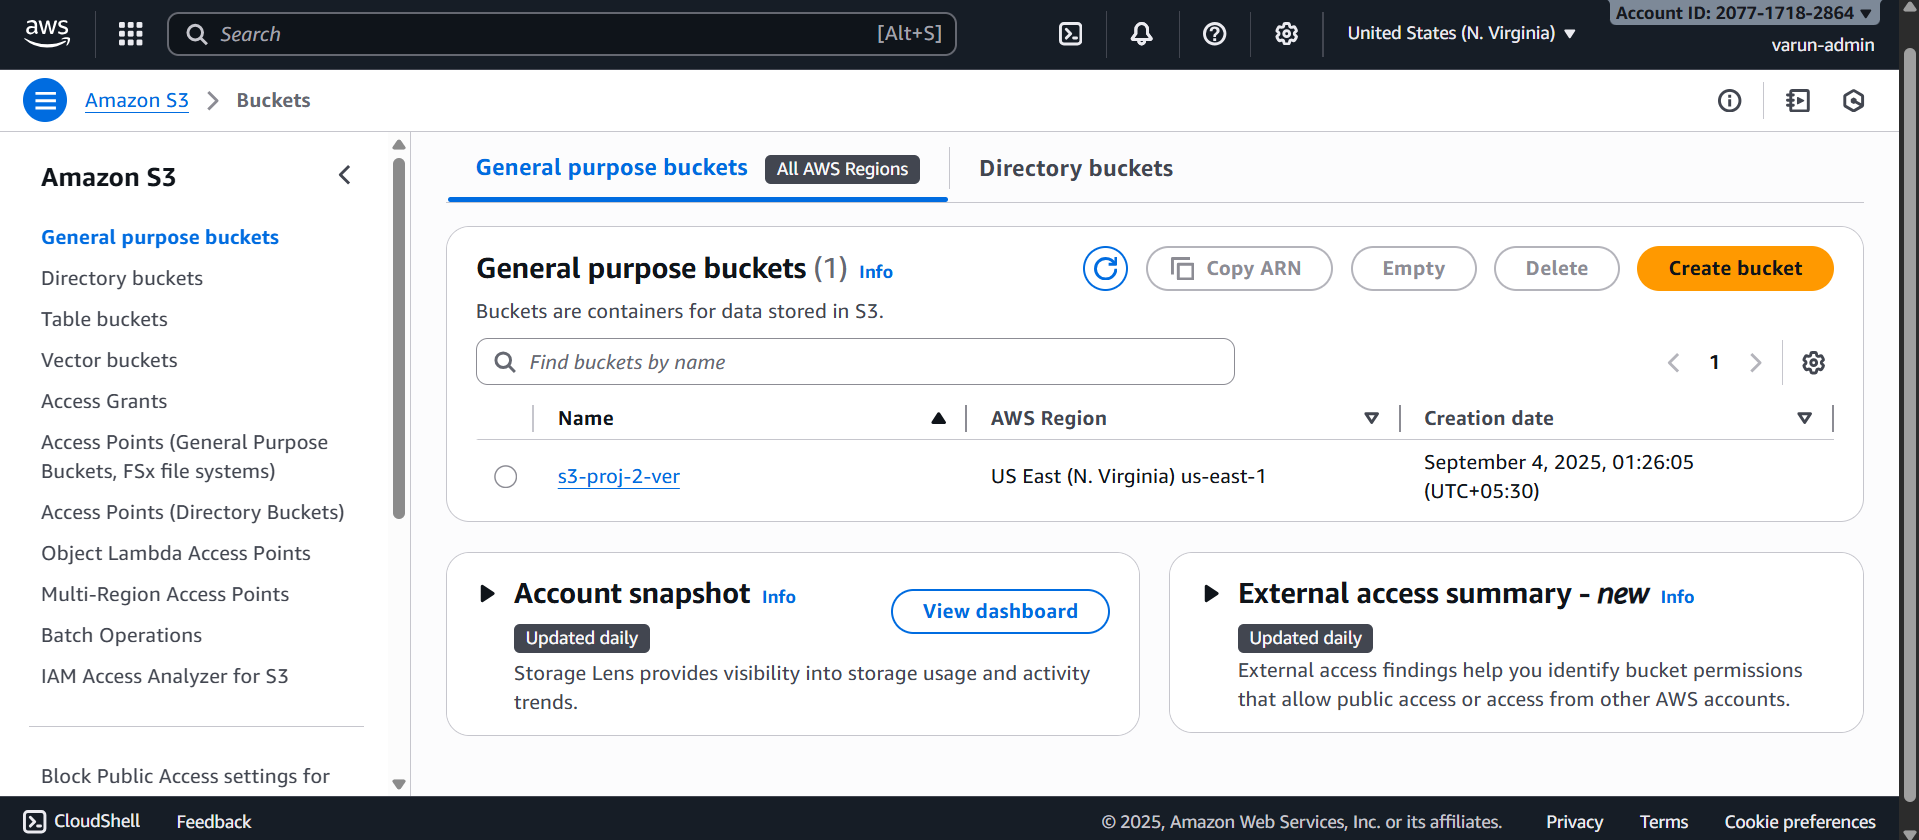 aws
Search
[Alt+S]
United States (N. Virginia)
Account ID: 2077-1718-2864
varun-admin
Amazon S3
Buckets
Amazon S3
General purpose buckets
Directory buckets
Table buckets
Vector buckets
Access Grants
Access Points (General Purpose
Buckets, FSx file systems)
Access Points (Directory Buckets)
Object Lambda Access Points
Multi-Region Access Points
Batch Operations
IAM Access Analyzer for S3
Block Public Access settings for
General purpose buckets
All AWS Regions
Directory buckets
General purpose buckets (1) Info
Copy ARN
Empty
Delete
Create bucket
Buckets are containers for data stored in S3.
Find buckets by name
1
Name
AWS Region
Creation date
s3-proj-2-ver
US East (N. Virginia) us-east-1
September 4, 2025, 01:26:05
(UTC+05:30)
Account snapshot Info
View dashboard
Updated daily
Storage Lens provides visibility into storage usage and activity
trends.
External access summary - new Info
Updated daily
External access findings help you identify bucket permissions
that allow public access or access from other AWS accounts.
CloudShell
Feedback
© 2025, Amazon Web Services, Inc. or its affiliates.
Privacy
Terms
Cookie preferences